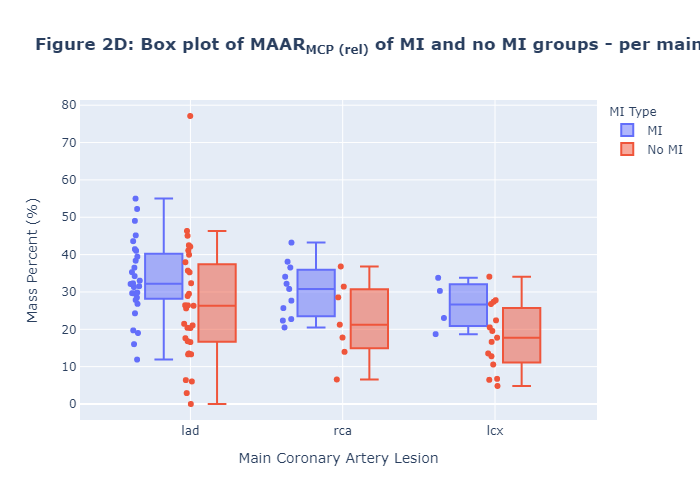 Figure 2D: Box plot of MAAR_MCP (rel) of MI and no MI groups - per main
MI Type
MI
No MI
Mass Percent (%)
80
70
60
50
40
30
20
10
0
lad
rca
lcx
Main Coronary Artery Lesion